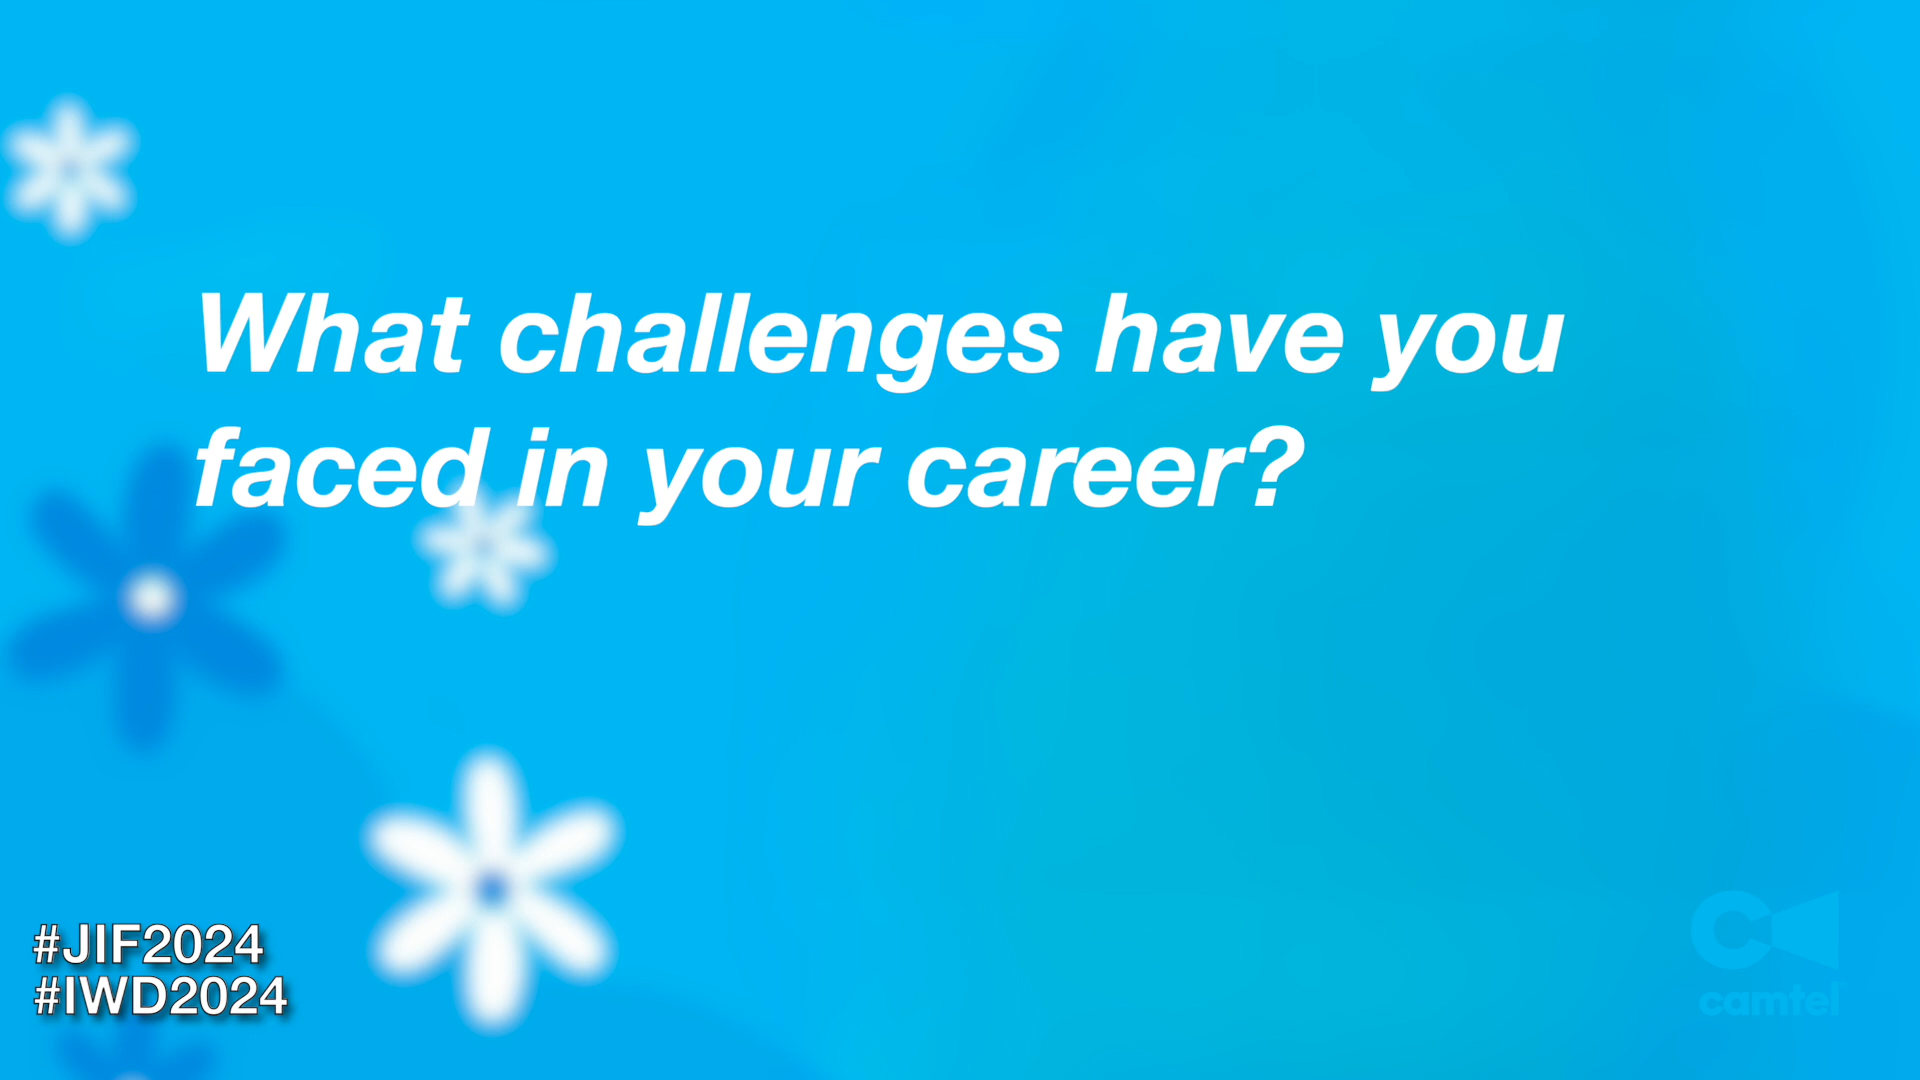 What challenges have you
faced in your career?
#JIF2024
#IWD2024
camtel